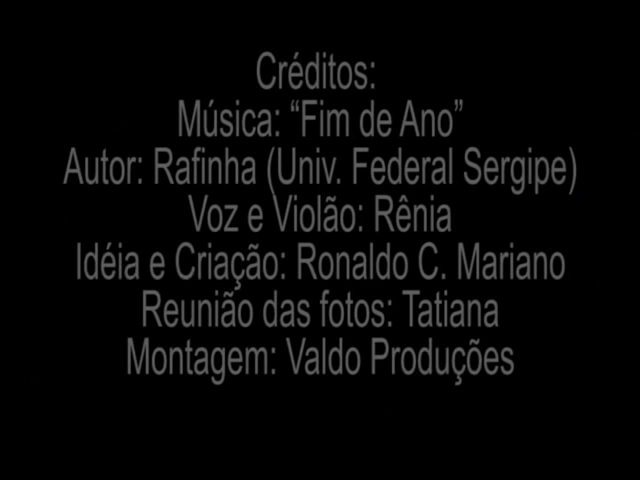 Créditos:
Música: “Fim de Ano”
Autor: Rafinha (Univ. Federal Sergipe)
Voz e Violão: Rênia
Idéia e Criação: Ronaldo C. Mariano
Reunião das fotos: Tatiana
Montagem: Valdo Produções